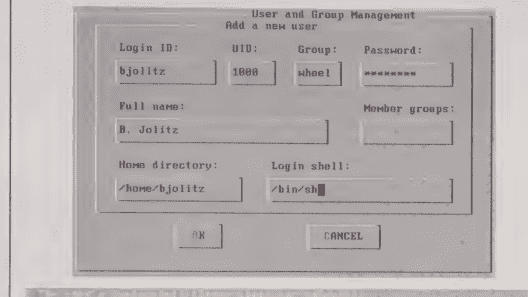 User and Group Management
Add a new user
Login ID: UID: Group: Password:
bjolitz 1000 wheel ********
Full name: Member groups:
B. Jolitz
Home directory: Login shell:
/home/bjolitz /bin/sh
OK CANCEL